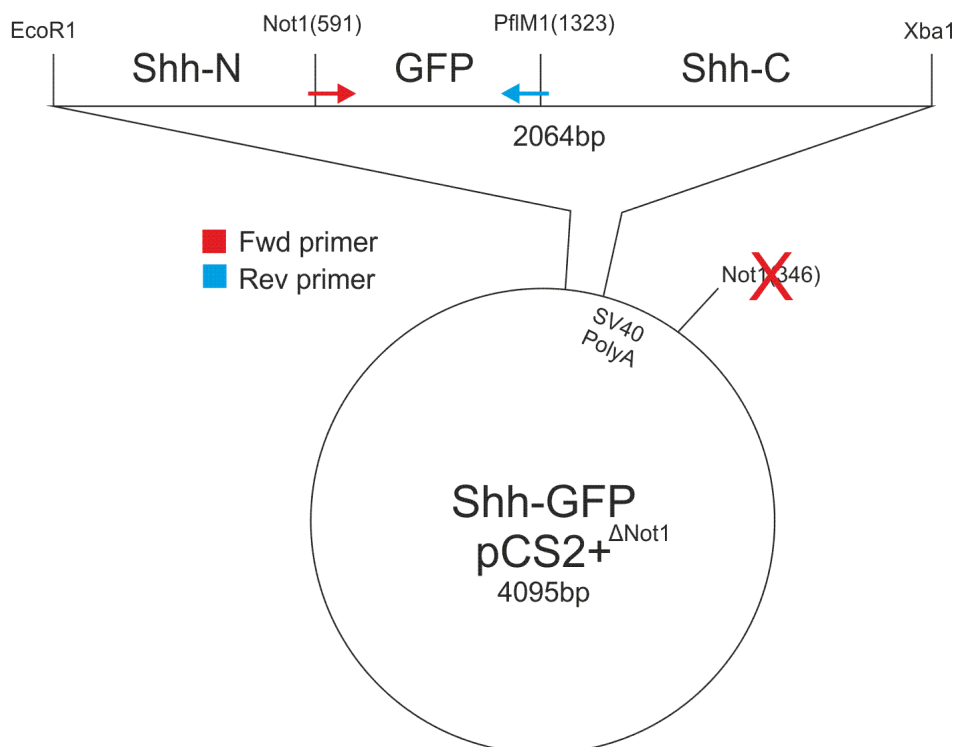 EcoR1
Not1(591)
PflM1(1323)
Xba1
Shh-N
GFP
Shh-C
2064bp
Fwd primer
Rev primer
Not1(346)
SV40
PolyA
Shh-GFP
pCS2+ΔNot1
4095bp